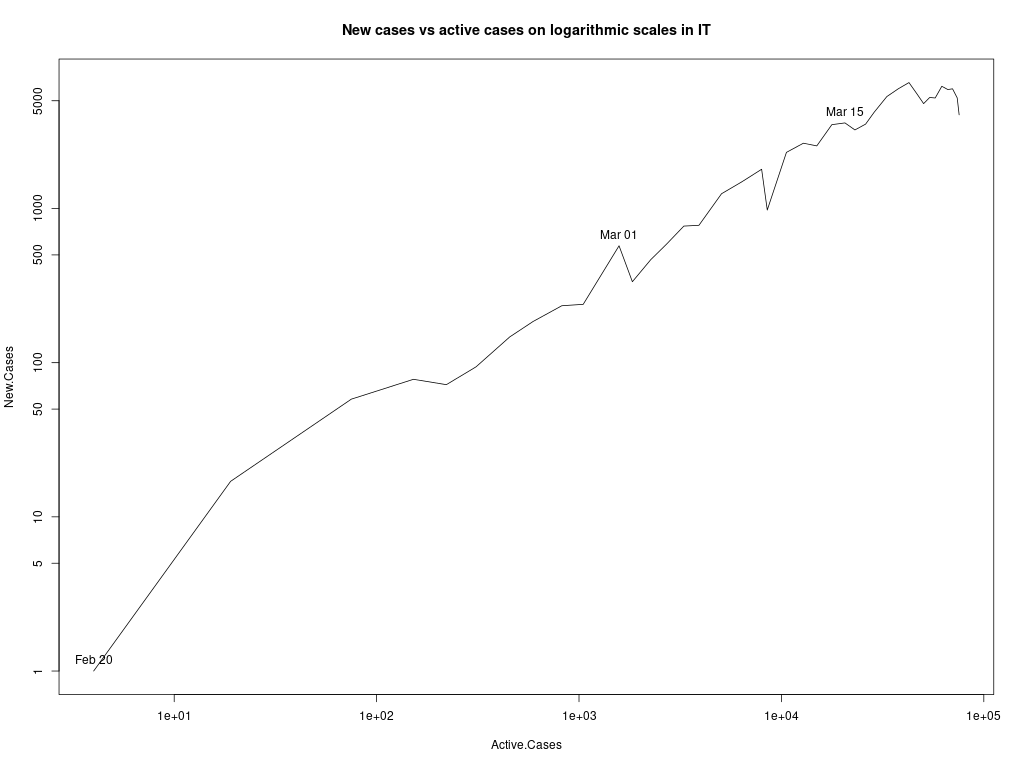 New cases vs active cases on logarithmic scales in IT
New.Cases
5000
1000
500
100
50
10
5
1
Mar 15
Mar 01
Feb 20
1e+01 1e+02 1e+03 1e+04 1e+05
Active.Cases